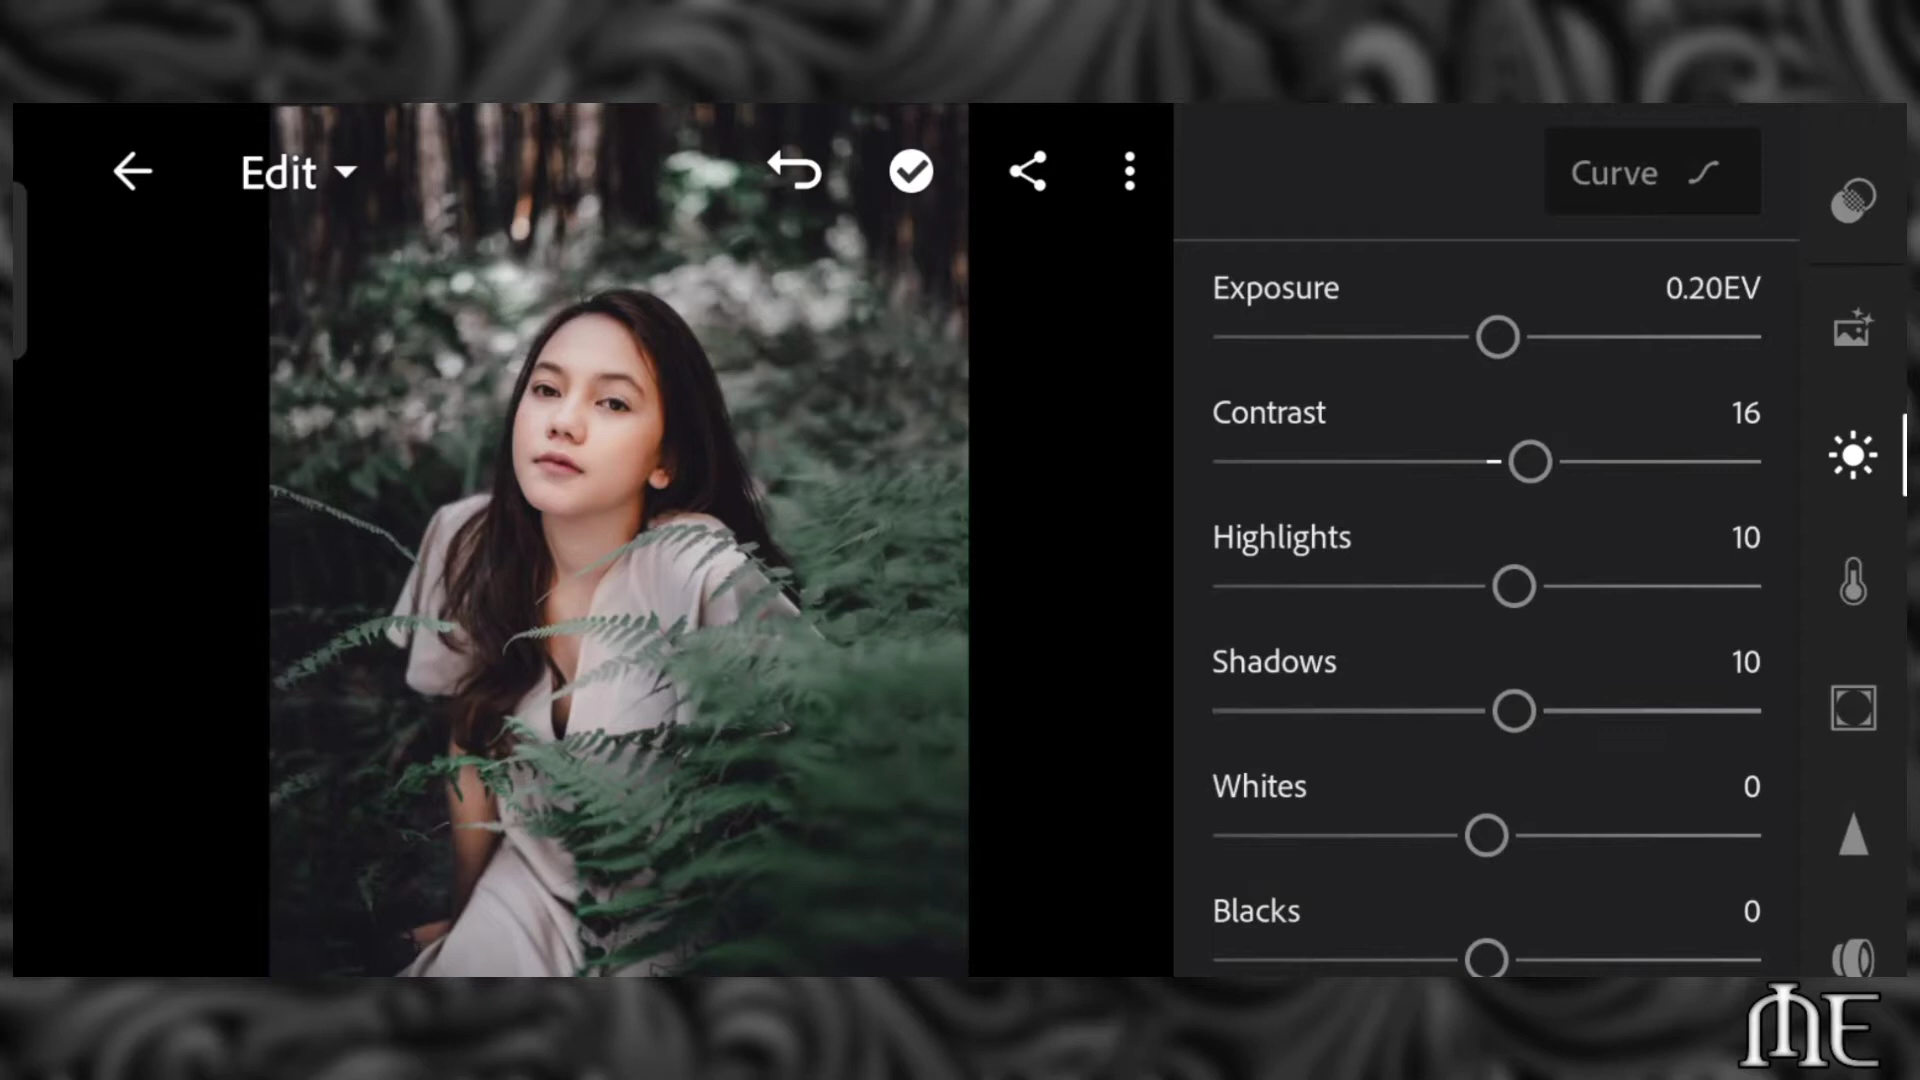 Edit
Curve
Exposure 0.20EV
Contrast 16
Highlights 10
Shadows 10
Whites 0
Blacks 0
ME